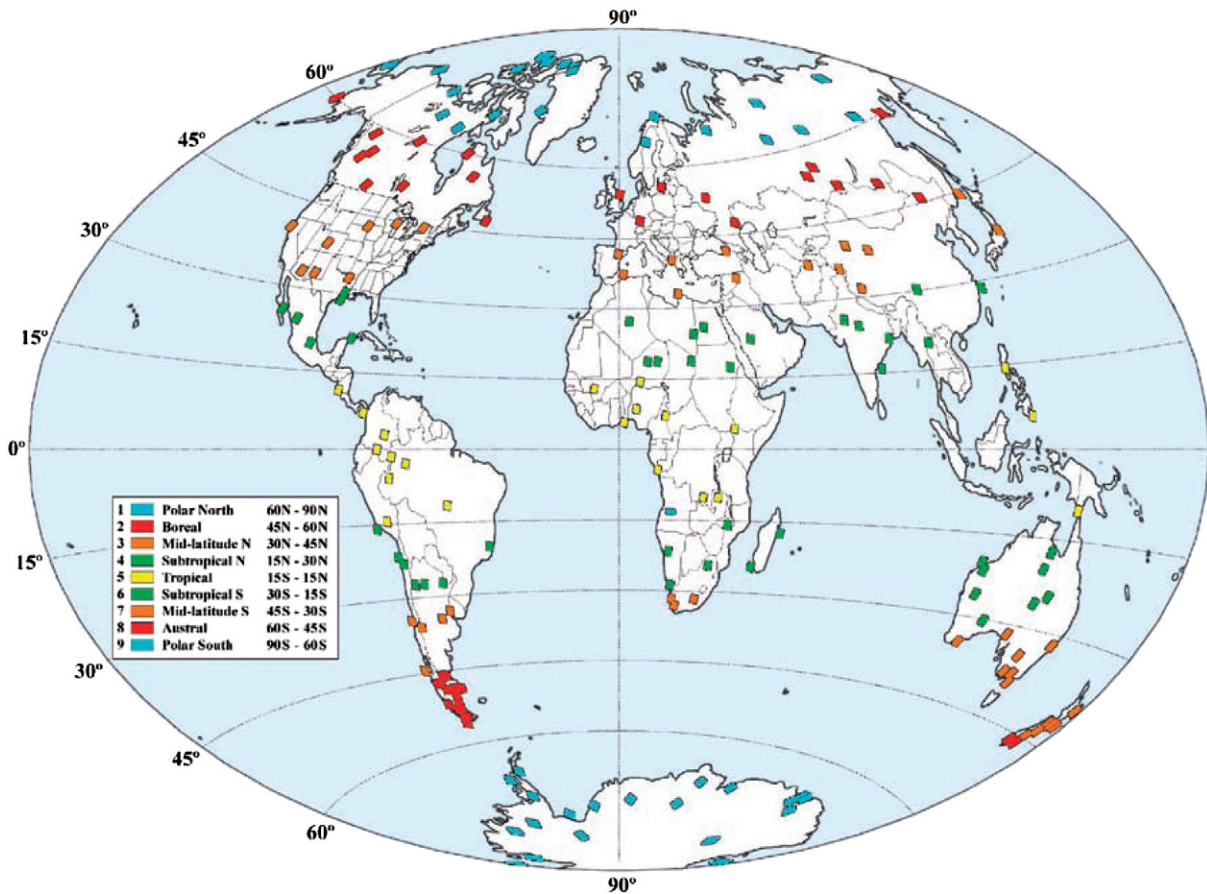 90º
60º
45º
30º
15º
0º
1 Polar North 60N - 90N
2 Boreal 45N - 60N
3 Mid-latitude N 30N - 45N
4 Subtropical N 15N - 30N
5 Tropical 15S - 15N
6 Subtropical S 30S - 15S
7 Mid-latitude S 45S - 30S
8 Austral 60S - 45S
9 Polar South 90S - 60S
15º
30º
45º
60º
90º